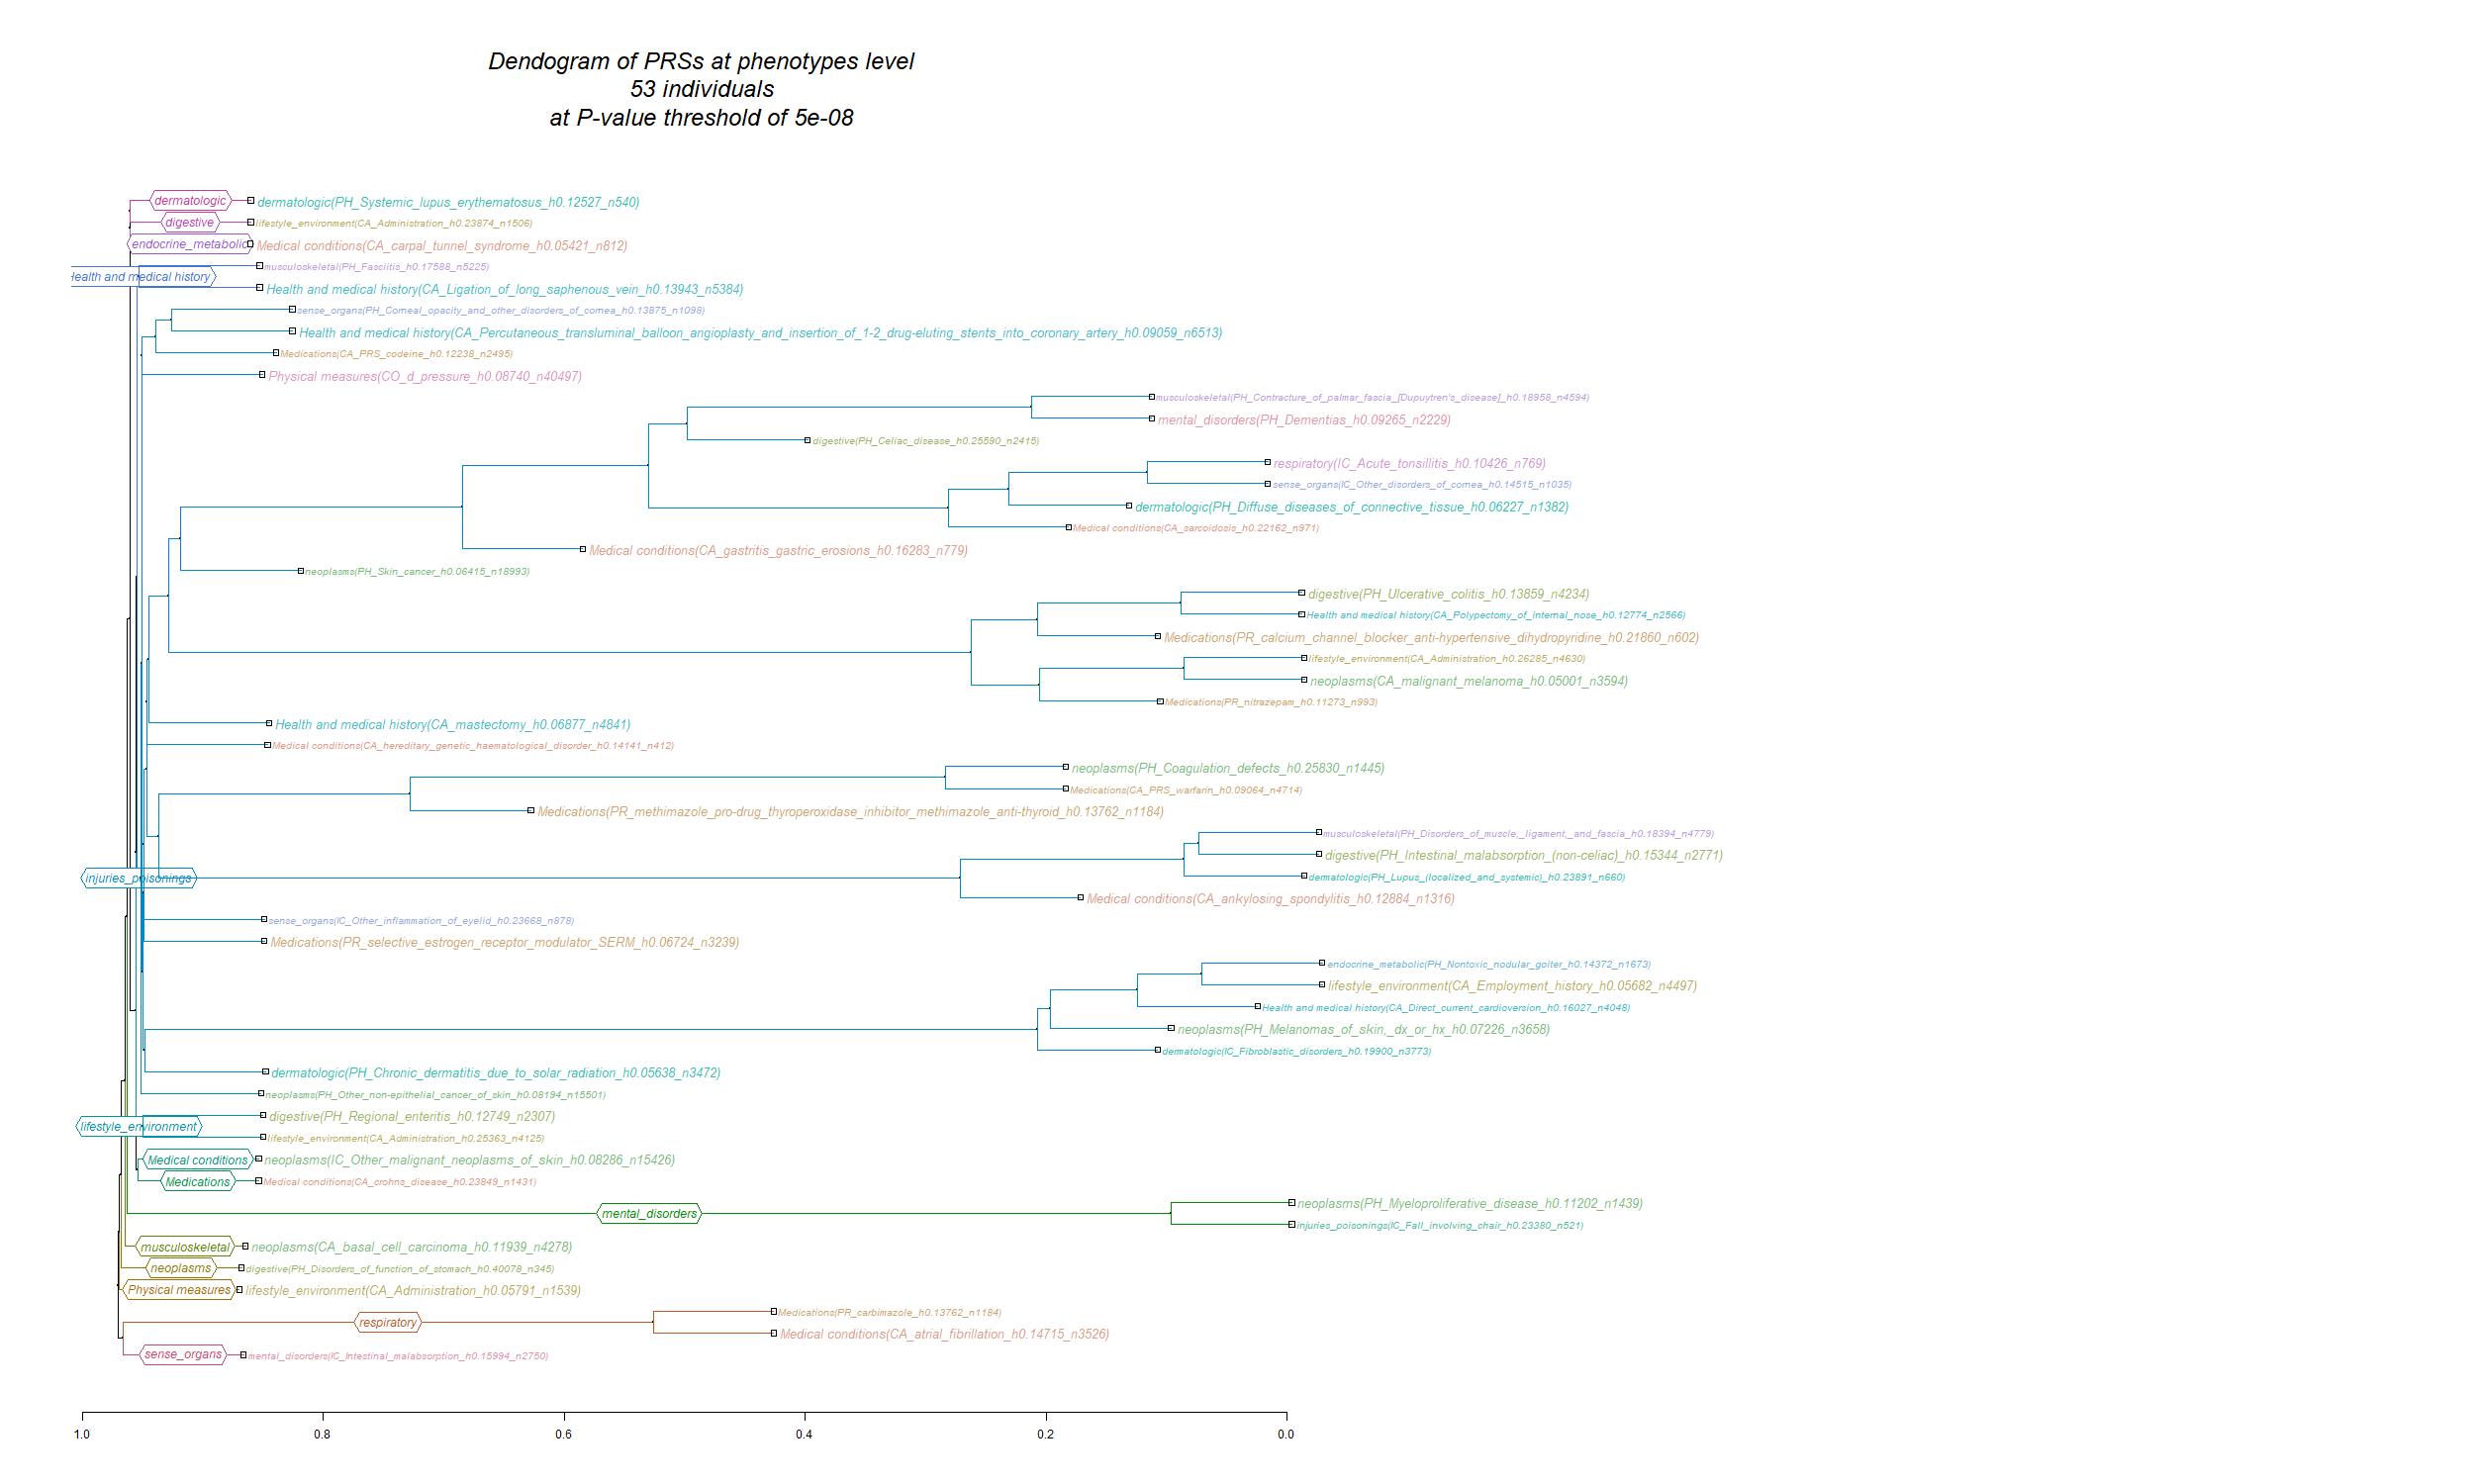 Dendogram of PRSs at phenotypes level
53 individuals
at P-value threshold of 5e-08
dermatologic dermatologic(PH_Systemic_lupus_erythematosus_h0.12527_n540)
digestive lifestyle_environment(CA_Administration_h0.23874_n1506)
endocrine_metabolic Medical conditions(CA_carpal_tunnel_syndrome_h0.05421_n812)
musculoskeletal(PH_Fasciitis_h0.17588_n5225)
Health and medical history
Health and medical history(CA_Ligation_of_long_saphenous_vein_h0.13943_n5384)
sense_organs(PH_Corneal_opacity_and_other_disorders_of_cornea_h0.13875_n1098)
Health and medical history(CA_Percutaneous_transluminal_balloon_angioplasty_and_insertion_of_1-2_drug-eluting_stents_into_coronary_artery_h0.09059_n6513)
Medications(CA_PRS_codeine_h0.12238_n2495)
Physical measures(CO_d_pressure_h0.08740_n40497)
musculoskeletal(PH_Contracture_of_palmar_fascia_[Dupuytren's_disease]_h0.18958_n4594)
mental_disorders(PH_Dementias_h0.09265_n2229)
digestive(PH_Celiac_disease_h0.25590_n2415)
respiratory(IC_Acute_tonsillitis_h0.10426_n769)
sense_organs(IC_Other_disorders_of_cornea_h0.14515_n1035)
dermatologic(PH_Diffuse_diseases_of_connective_tissue_h0.06227_n1382)
Medical conditions(CA_sarcoidosis_h0.22162_n971)
Medical conditions(CA_gastritis_gastric_erosions_h0.16283_n779)
neoplasms(PH_Skin_cancer_h0.06415_n18993)
digestive(PH_Ulcerative_colitis_h0.13859_n4234)
Health and medical history(CA_Polypectomy_of_internal_nose_h0.12774_n2566)
Medications(PR_calcium_channel_blocker_anti-hypertensive_dihydropyridine_h0.21860_n602)
lifestyle_environment(CA_Administration_h0.26285_n4630)
neoplasms(CA_malignant_melanoma_h0.05001_n3594)
Medications(PR_nitrazepam_h0.11273_n993)
Health and medical history(CA_mastectomy_h0.06877_n4841)
Medical conditions(CA_hereditary_genetic_haematological_disorder_h0.14141_n412)
neoplasms(PH_Coagulation_defects_h0.25830_n1445)
Medications(CA_PRS_warfarin_h0.09064_n4714)
Medications(PR_methimazole_pro-drug_thyroperoxidase_inhibitor_methimazole_anti-thyroid_h0.13762_n1184)
musculoskeletal(PH_Disorders_of_muscle,_ligament,_and_fascia_h0.18394_n4779)
digestive(PH_Intestinal_malabsorption_(non-celiac)_h0.15344_n2771)
injuries_poisonings dermatologic(PH_Lupus_(localized_and_systemic)_h0.23891_n660)
Medical conditions(CA_ankylosing_spondylitis_h0.12884_n1316)
sense_organs(IC_Other_inflammation_of_eyelid_h0.23668_n878)
Medications(PR_selective_estrogen_receptor_modulator_SERM_h0.06724_n3239)
endocrine_metabolic(PH_Nontoxic_nodular_goiter_h0.14372_n1673)
lifestyle_environment(CA_Employment_history_h0.05682_n4497)
Health and medical history(CA_Direct_current_cardioversion_h0.16027_n4048)
neoplasms(PH_Melanomas_of_skin,_dx_or_hx_h0.07226_n3658)
dermatologic(IC_Fibroblastic_disorders_h0.19900_n3773)
dermatologic(PH_Chronic_dermatitis_due_to_solar_radiation_h0.05638_n3472)
neoplasms(PH_Other_non-epithelial_cancer_of_skin_h0.08194_n15501)
digestive(PH_Regional_enteritis_h0.12749_n2307)
lifestyle_environment
lifestyle_environment(CA_Administration_h0.25363_n4125)
Medical conditions neoplasms(IC_Other_malignant_neoplasms_of_skin_h0.08286_n15426)
Medications Medical conditions(CA_crohns_disease_h0.23849_n1431)
neoplasms(PH_Myeloproliferative_disease_h0.11202_n1439)
mental_disorders
injuries_poisonings(IC_Fall_involving_chair_h0.23380_n521)
musculoskeletal neoplasms(CA_basal_cell_carcinoma_h0.11939_n4278)
neoplasms digestive(PH_Disorders_of_function_of_stomach_h0.40078_n345)
Physical measures lifestyle_environment(CA_Administration_h0.05791_n1539)
Medications(PR_carbimazole_h0.13762_n1184)
respiratory
Medical conditions(CA_atrial_fibrillation_h0.14715_n3526)
sense_organs mental_disorders(IC_Intestinal_malabsorption_h0.15994_n2750)
1.0 0.8 0.6 0.4 0.2 0.0